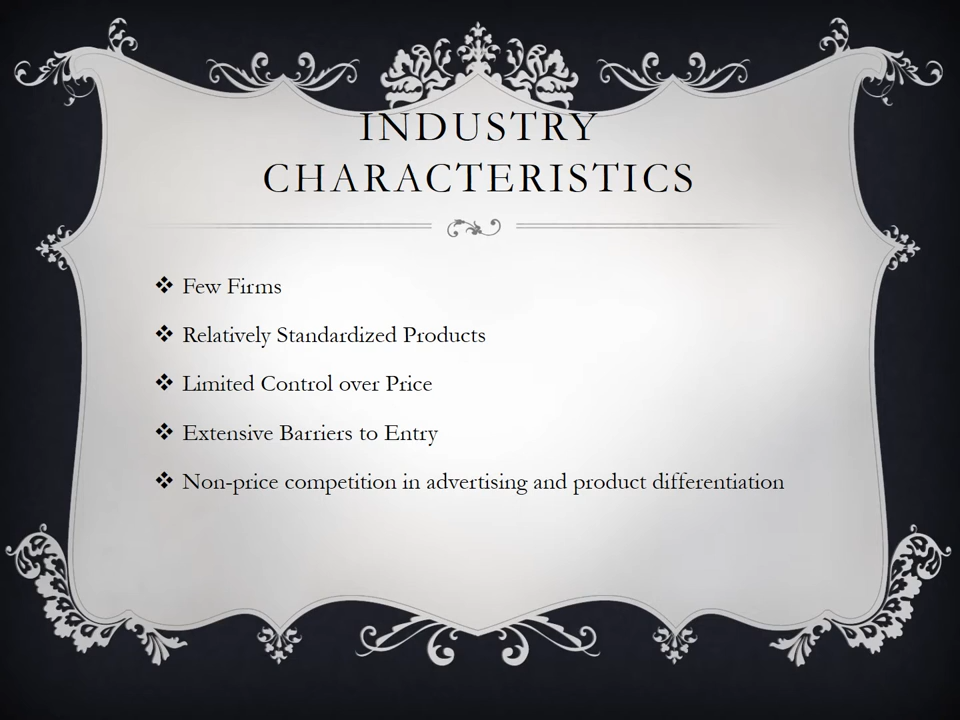 INDUSTRY
CHARACTERISTICS
❖ Few Firms
❖ Relatively Standardized Products
❖ Limited Control over Price
❖ Extensive Barriers to Entry
❖ Non-price competition in advertising and product differentiation